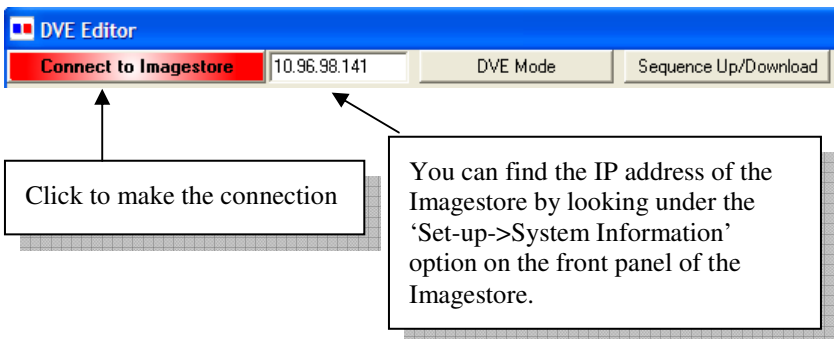 DVE Editor
Connect to Imagestore 10.96.98.141 DVE Mode Sequence Up/Download
Click to make the connection
You can find the IP address of the
Imagestore by looking under the
‘Set-up->System Information’
option on the front panel of the
Imagestore.